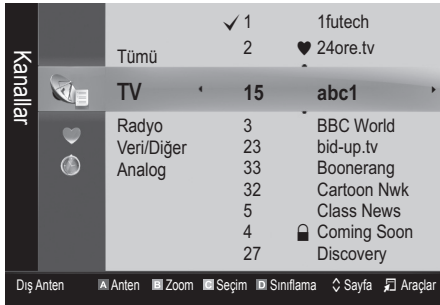 Kanallar
✓ 1 1futech
Tümü 2 ♥ 24ore.tv
TV 15 abc1
Radyo 3 BBC World
Veri/Diğer 23 bid-up.tv
Analog 33 Boonerang
32 Cartoon Nwk
5 Class News
4 Coming Soon
27 Discovery
Dış Anten A Anten B Zoom C Seçim D Sınıflama Sayfa Araçlar